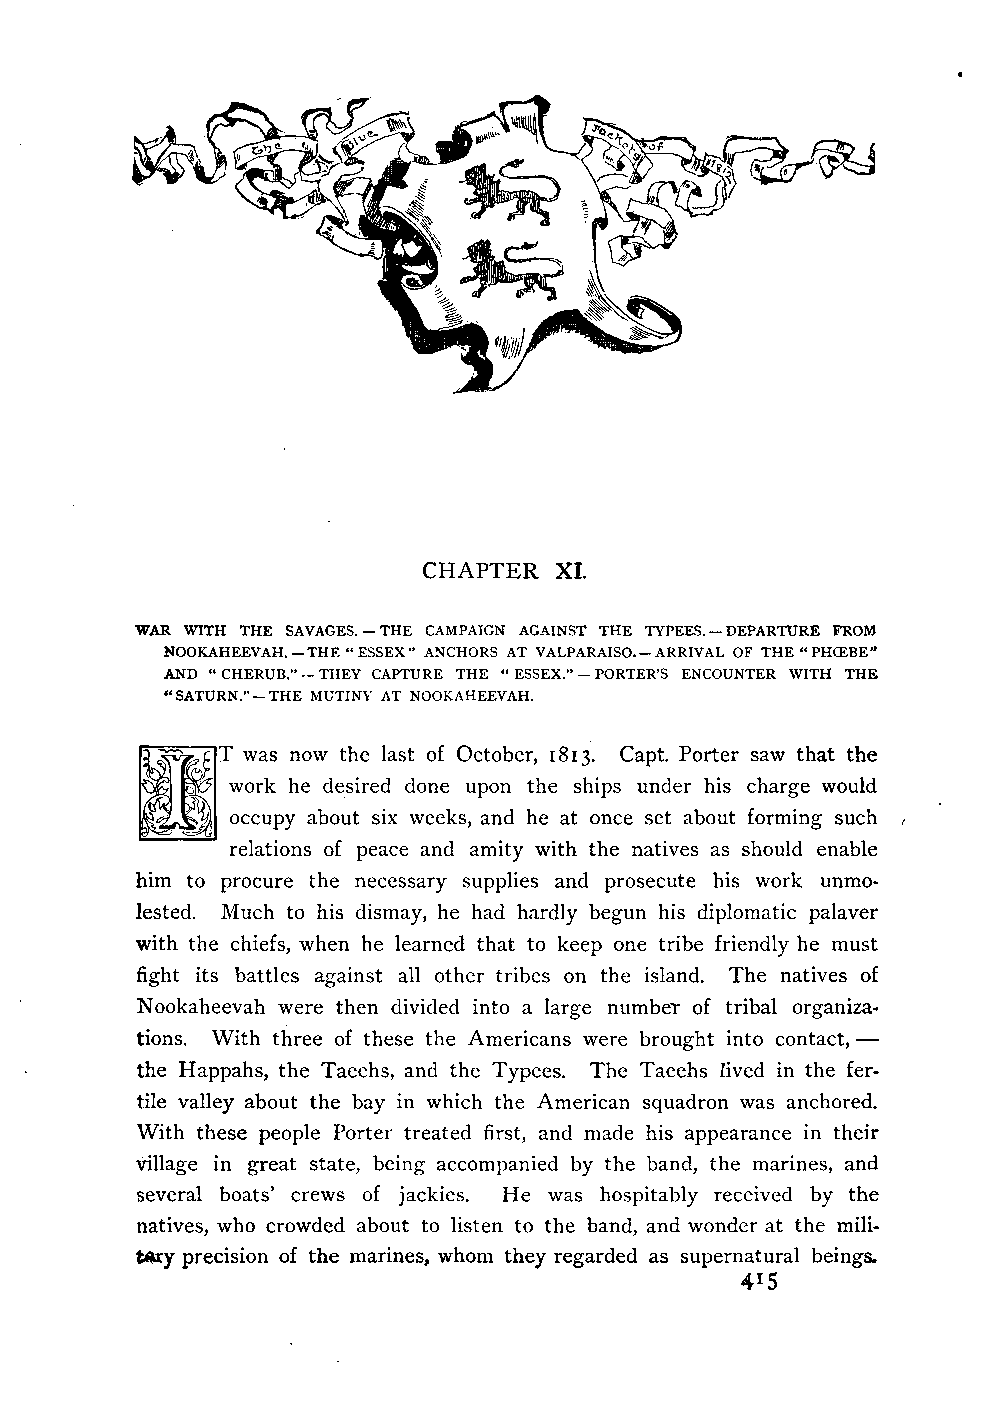 The Blue Jackets of 1812
CHAPTER XI.
WAR WITH THE SAVAGES. — THE CAMPAIGN AGAINST THE TYPEES. — DEPARTURE FROM
NOOKAHEEVAH. — THE "ESSEX" ANCHORS AT VALPARAISO. — ARRIVAL OF THE "PHŒBE"
AND "CHERUB." — THEY CAPTURE THE "ESSEX." — PORTER'S ENCOUNTER WITH THE
"SATURN." — THE MUTINY AT NOOKAHEEVAH.
IT was now the last of October, 1813. Capt. Porter saw that the
work he desired done upon the ships under his charge would
occupy about six weeks, and he at once set about forming such
relations of peace and amity with the natives as should enable
him to procure the necessary supplies and prosecute his work unmo-
lested. Much to his dismay, he had hardly begun his diplomatic palaver
with the chiefs, when he learned that to keep one tribe friendly he must
fight its battles against all other tribes on the island. The natives of
Nookaheevah were then divided into a large number of tribal organiza-
tions. With three of these the Americans were brought into contact, —
the Happahs, the Taeehs, and the Typees. The Taeehs lived in the fer-
tile valley about the bay in which the American squadron was anchored.
With these people Porter treated first, and made his appearance in their
village in great state, being accompanied by the band, the marines, and
several boats' crews of jackies. He was hospitably received by the
natives, who crowded about to listen to the band, and wonder at the mili-
tary precision of the marines, whom they regarded as supernatural beings.
415